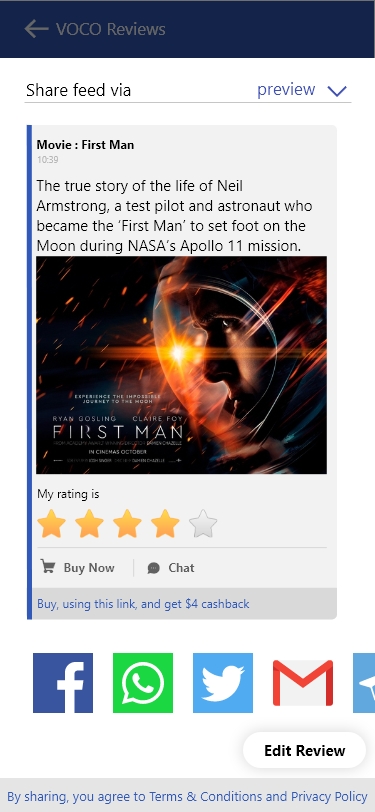 VOCO Reviews
Share feed via
preview
Movie : First Man
10:39
The true story of the life of Neil
Armstrong, a test pilot and astronaut who
became the ‘First Man’ to set foot on the
Moon during NASA’s Apollo 11 mission.
EXPERIENCE THE IMPOSSIBLE
JOURNEY TO THE MOON
RYAN GOSLING CLAIRE FOY
FIRST MAN
IN CINEMAS OCTOBER
My rating is
Buy Now
Chat
Buy, using this link, and get $4 cashback
Edit Review
By sharing, you agree to Terms & Conditions and Privacy Policy